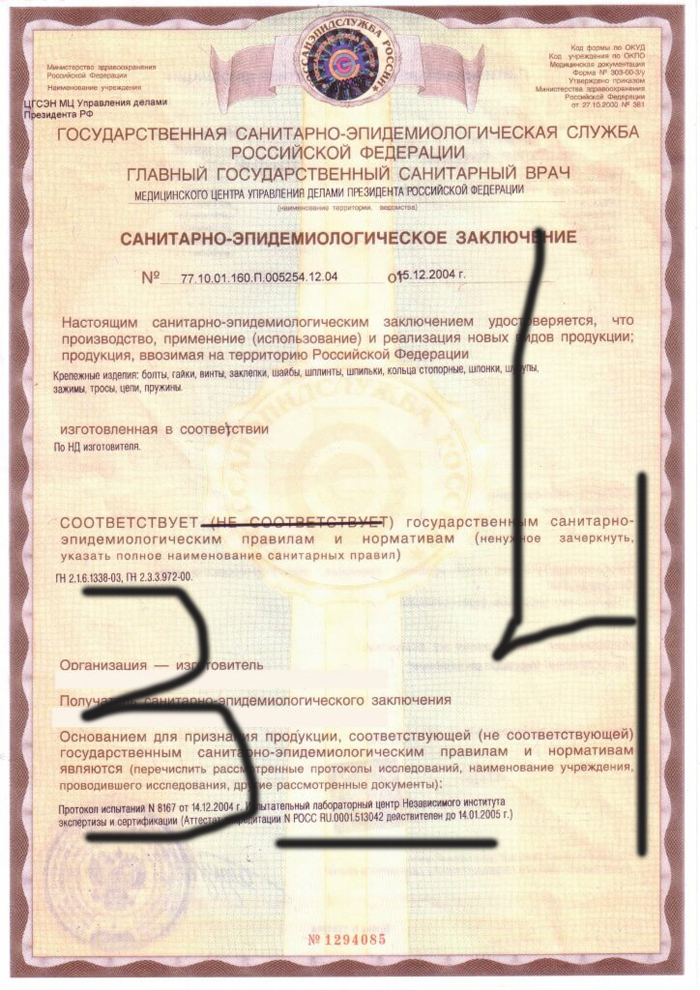 РОССАНЭПИДСЛУЖБА РОССИИ
Министерство здравоохранения
Российской Федерации
Наименование учреждения
ЦГСЭН МЦ Управления делами
Президента РФ
Код формы по ОКУД
Код учреждения по ОКПО
Медицинская документация
Форма № 303-00-3/у
Утверждено приказом
Министерства здравоохранения
Российской Федерации
от 27.10.2000 № 381
ГОСУДАРСТВЕННАЯ САНИТАРНО-ЭПИДЕМИОЛОГИЧЕСКАЯ СЛУЖБА
РОССИЙСКОЙ ФЕДЕРАЦИИ
ГЛАВНЫЙ ГОСУДАРСТВЕННЫЙ САНИТАРНЫЙ ВРАЧ
МЕДИЦИНСКОГО ЦЕНТРА УПРАВЛЕНИЯ ДЕЛАМИ ПРЕЗИДЕНТА РОССИЙСКОЙ ФЕДЕРАЦИИ
(наименование территории, ведомства)
САНИТАРНО-ЭПИДЕМИОЛОГИЧЕСКОЕ ЗАКЛЮЧЕНИЕ
№ 77.10.01.160.П.005254.12.04 от 15.12.2004 г.
Настоящим санитарно-эпидемиологическим заключением удостоверяется, что
производство, применение (использование) и реализация новых видов продукции;
продукция, ввозимая на территорию Российской Федерации
Крепежные изделия: болты, гайки, винты, заклепки, шайбы, шплинты, шпильки, кольца стопорные, шпонки, шурупы,
зажимы, тросы, цепи, пружины.
изготовленная в соответствии
По НД изготовителя.
СООТВЕТСТВУЕТ (НЕ СООТВЕТСТВУЕТ) государственным санитарно-
эпидемиологическим правилам и нормативам (ненужное зачеркнуть,
указать полное наименование санитарных правил)
ГН 2.1.6.1338-03, ГН 2.3.3.972-00.
Организация — изготовитель
Получатель санитарно-эпидемиологического заключения
Основанием для признания продукции, соответствующей (не соответствующей)
государственным санитарно-эпидемиологическим правилам и нормативам
являются (перечислить рассмотренные протоколы исследований, наименование учреждения,
проводившего исследования, другие рассмотренные документы):
Протокол испытаний N 8167 от 14.12.2004 г. Испытательный лабораторный центр Независимого института
экспертизы и сертификации (Аттестат аккредитации N РОСС RU.0001.513042 действителен до 14.01.2005 г.)
№ 1294085